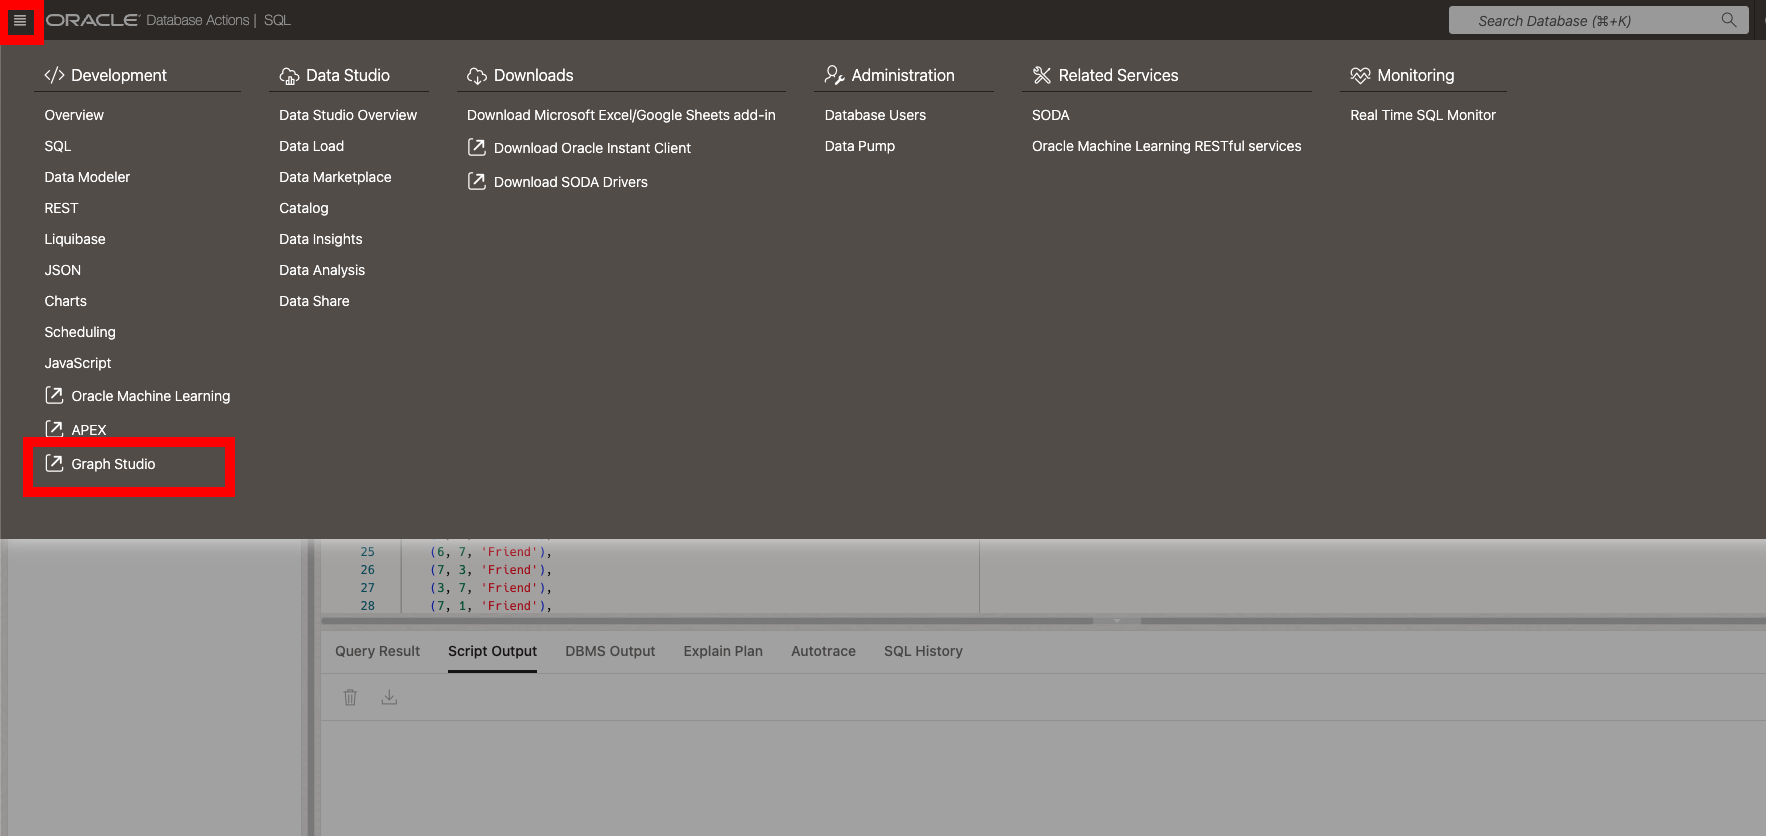 ORACLE Database Actions | SQL
Search Database (⌘+K)
Development
Overview
SQL
Data Modeler
REST
Liquibase
JSON
Charts
Scheduling
JavaScript
Oracle Machine Learning
APEX
Graph Studio
Data Studio
Data Studio Overview
Data Load
Data Marketplace
Catalog
Data Insights
Data Analysis
Data Share
Downloads
Download Microsoft Excel/Google Sheets add-in
Download Oracle Instant Client
Download SODA Drivers
Administration
Database Users
Data Pump
Related Services
SODA
Oracle Machine Learning RESTful services
Monitoring
Real Time SQL Monitor
25 (6, 7, 'Friend'),
26 (7, 3, 'Friend'),
27 (3, 7, 'Friend'),
28 (7, 1, 'Friend'),
Query Result Script Output DBMS Output Explain Plan Autotrace SQL History